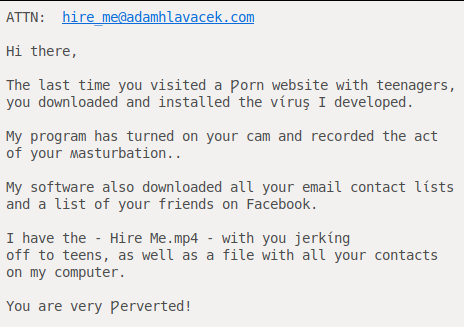 ATTN: hire_me@adamhlavacek.com
Hi there,
The last time you visited a Ƿorn website with teenagers,
you downloaded and installed the víruş I developed.
My program has turned on your cam and recorded the act
of your ʍasturbation..
My software also downloaded all your email contact lísts
and a list of your friends on Facebook.
I have the - Hire Me.mp4 - with you jerkíng
off to teens, as well as a file with all your contacts
on my computer.
You are very Ƿerverted!